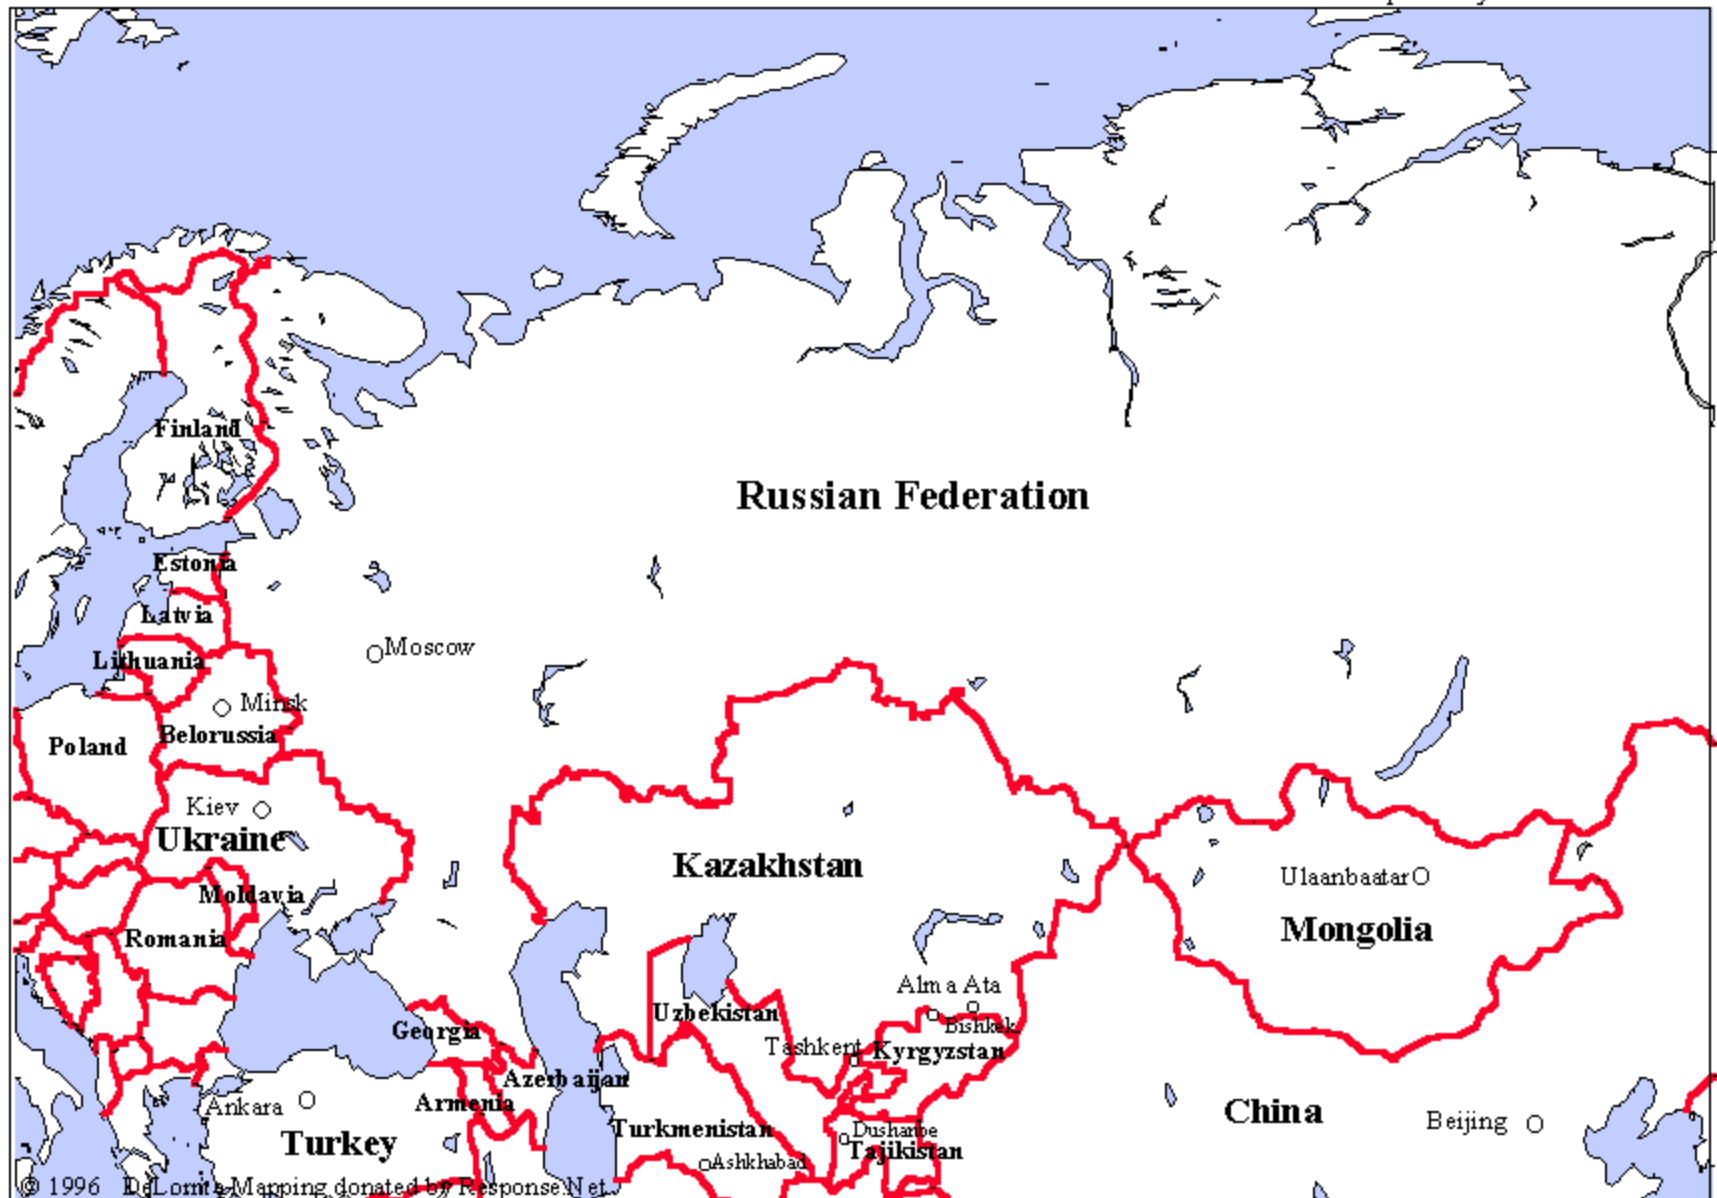 Finland
Russian Federation
Estonia
Latvia
Moscow
Lithuania
Minsk
Belorussia
Poland
Kiev
Ukraine
Kazakhstan
Ulaanbaatar
Moldavia
Mongolia
Romania
Alma Ata
Uzbekistan
Bishkek
Georgia
Tashkent
Kyrgyzstan
Azerbaijan
Armenia
Ankara
China
Beijing
Turkmenistan
Dushanbe
Turkey
Tajikistan
Ashkhabad
© 1996 DeLorme Mapping donated by Response.Net.